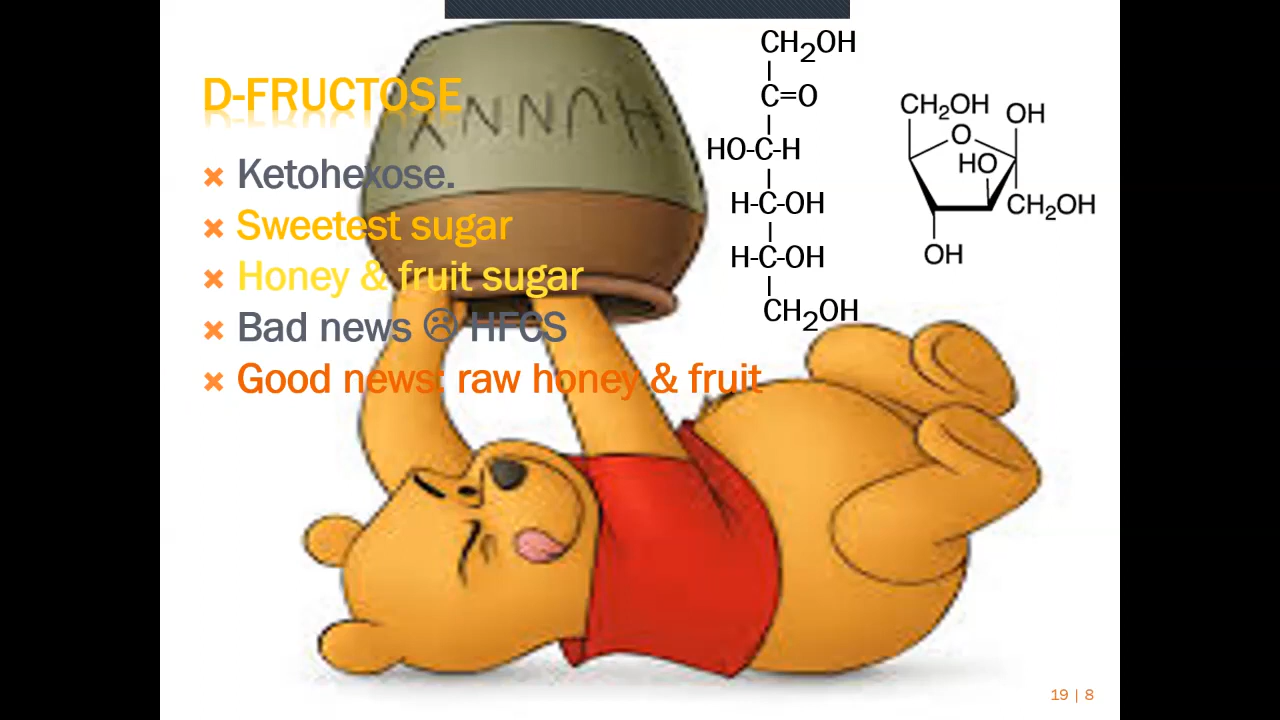 D-FRUCTOSE
Ketohexose.
Sweetest sugar
Honey & fruit sugar
Bad news ☹ HFCS
Good news: raw honey & fruit
HUNNY
CH2OH
C=O
HO-C-H
H-C-OH
H-C-OH
CH2OH
CH2OH
OH
O
HO
CH2OH
OH
19 | 8